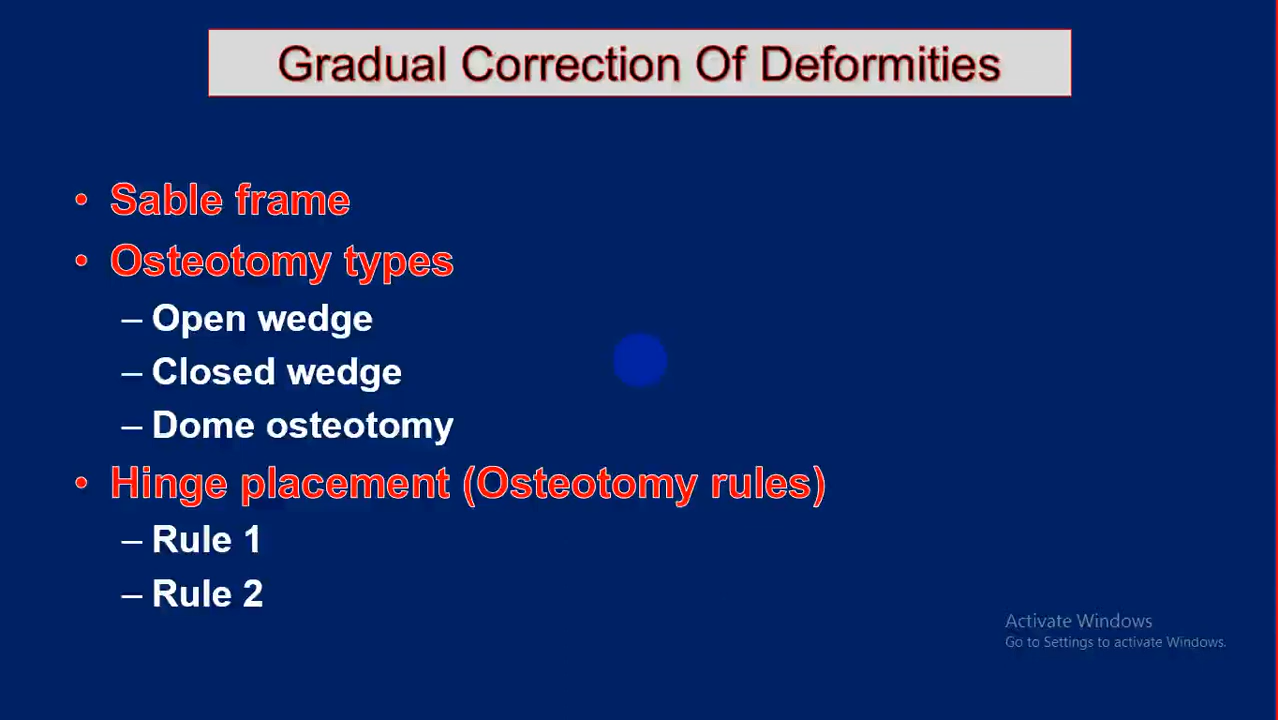 Gradual Correction Of Deformities
• Sable frame
• Osteotomy types
– Open wedge
– Closed wedge
– Dome osteotomy
• Hinge placement (Osteotomy rules)
– Rule 1
– Rule 2
Activate Windows
Go to Settings to activate Windows.